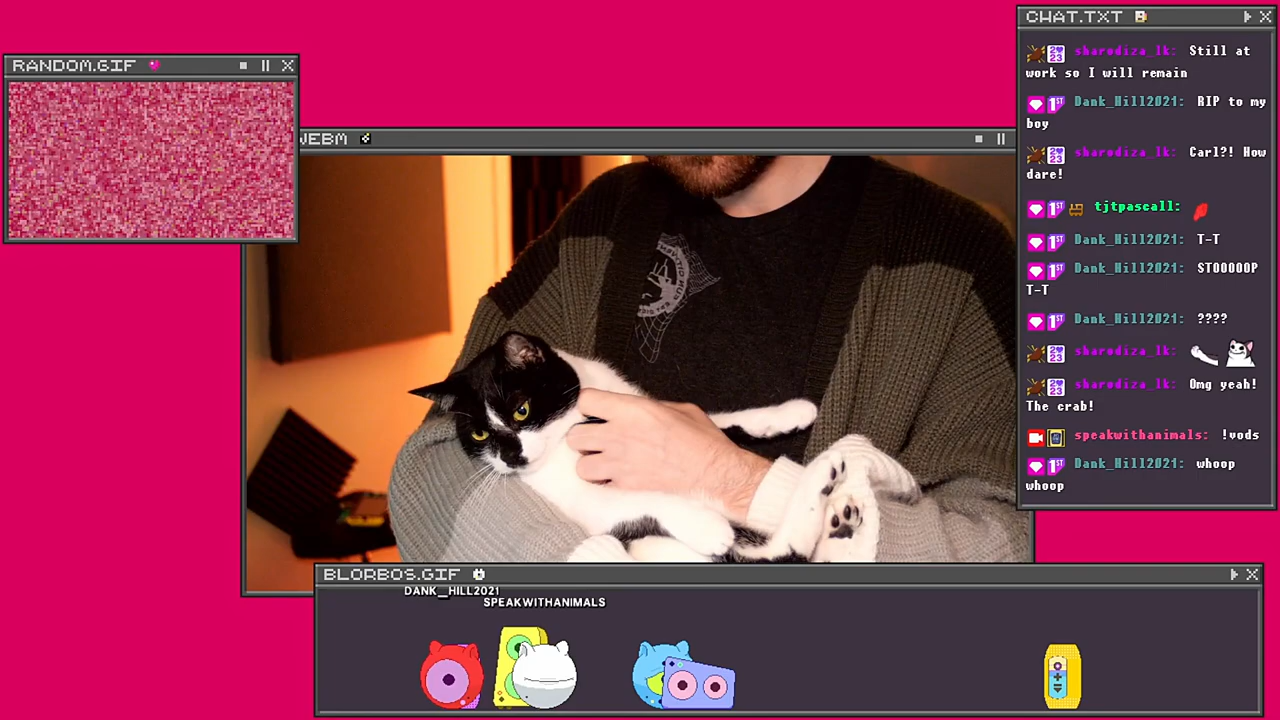 RANDOM.GIF
WEBM
CHAT.TXT
sharodiza_lk: Still at
work so I will remain
Dank_Hill2021: RIP to my
boy
sharodiza_lk: Carl?! How
dare!
tjtpascall:
Dank_Hill2021: T-T
Dank_Hill2021: STOOOOOP
T-T
Dank_Hill2021: ????
sharodiza_lk:
sharodiza_lk: Omg yeah!
The crab!
speakwithanimals: !vods
Dank_Hill2021: whoop
whoop
BLORBOS.GIF
DANK_HILL2021
SPEAKWITHANIMALS